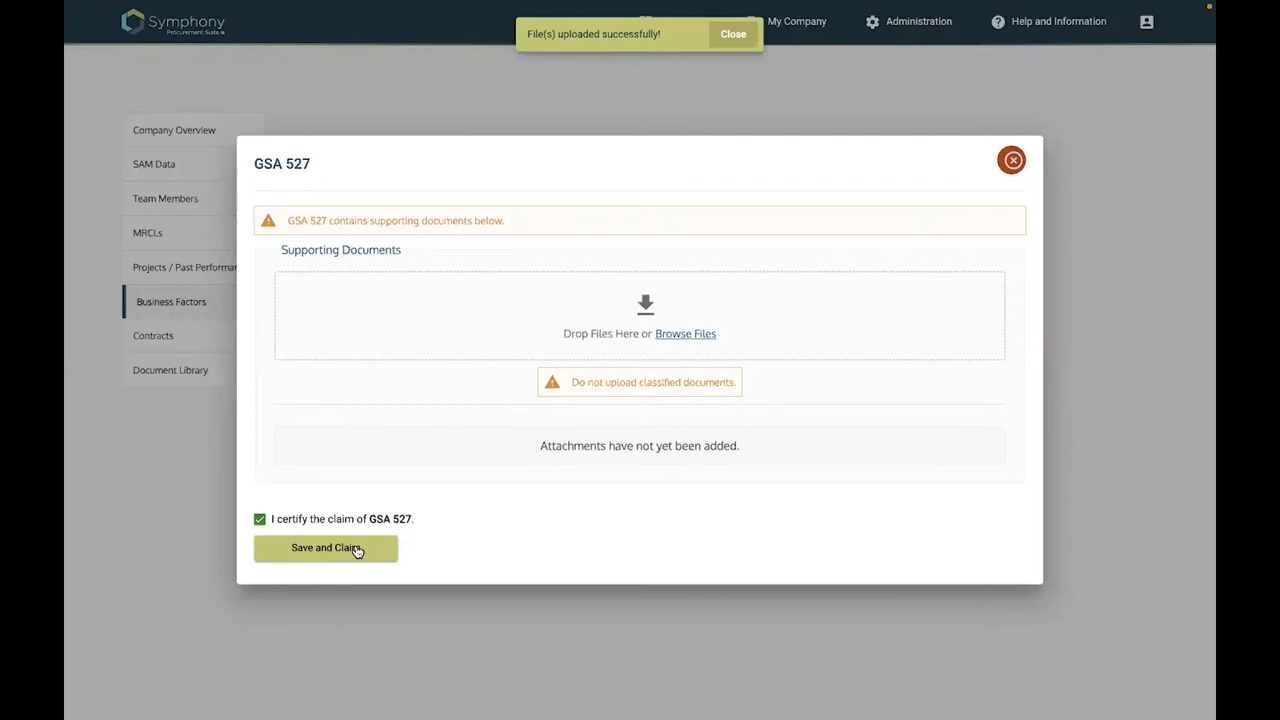 Symphony
Procurement Suite
My Company
Administration
Help and Information
File(s) uploaded successfully!
Close
Company Overview
SAM Data
Team Members
MRCLs
Projects / Past Performan
Business Factors
Contracts
Document Library
GSA 527
GSA 527 contains supporting documents below.
Supporting Documents
Drop Files Here or Browse Files
Do not upload classified documents.
Attachments have not yet been added.
I certify the claim of GSA 527.
Save and Claim